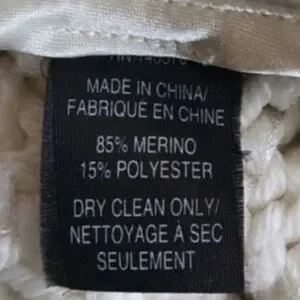 MADE IN CHINA/
FABRIQUÉ EN CHINE
85% MERINO
15% POLYESTER
DRY CLEAN ONLY/
NETTOYAGE À SEC
SEULEMENT